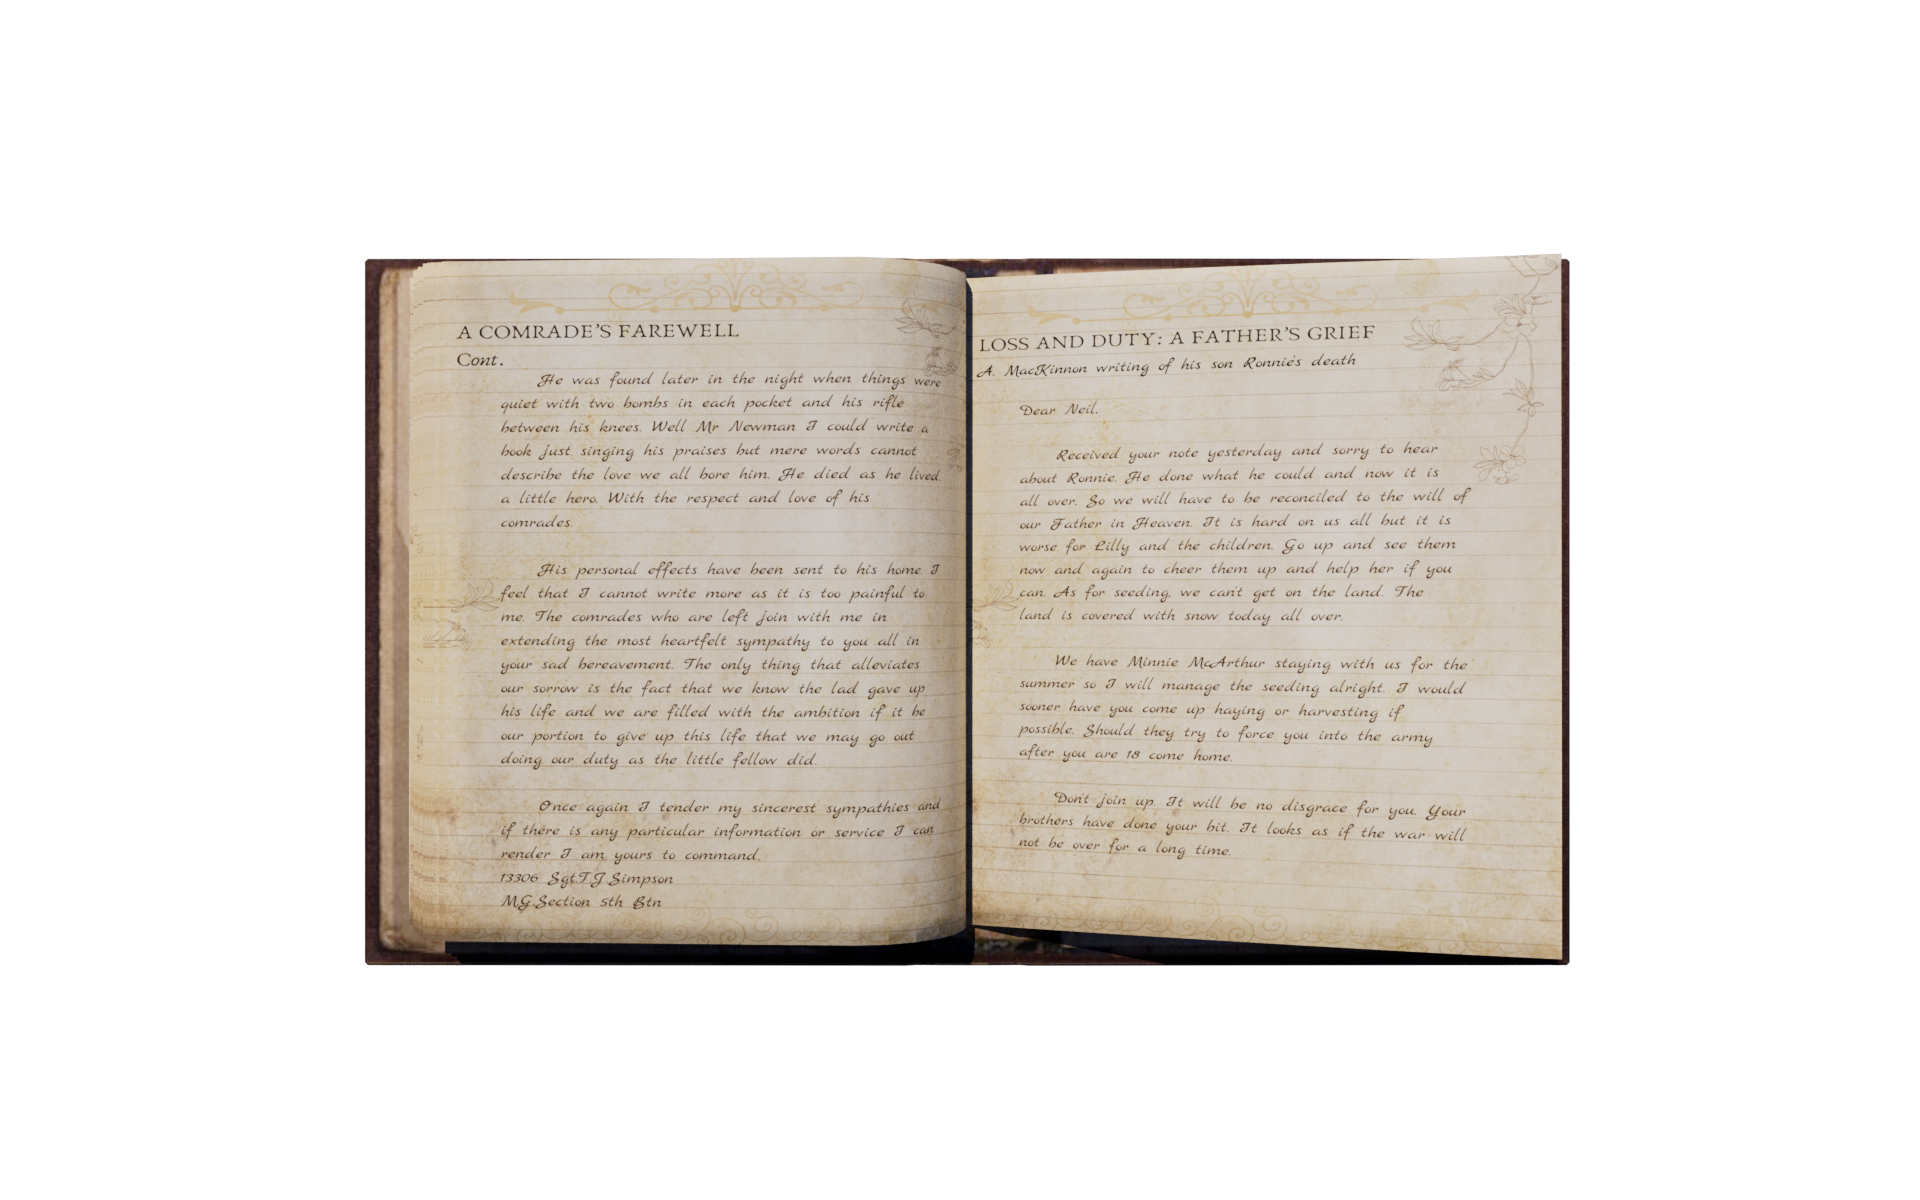 A COMRADE'S FAREWELL
Cont.
He was found later in the night when things were
quiet with two bombs in each pocket and his rifle
between his knees. Well Mr Newman I could write a
book just singing his praises but mere words cannot
describe the love we all bore him. He died as he lived,
a little hero. With the respect and love of his
comrades.
His personal effects have been sent to his home. I
feel that I cannot write more as it is too painful to
me. The comrades who are left join with me in
extending the most heartfelt sympathy to you all in
your sad bereavement. The only thing that alleviates
our sorrow is the fact that we know the lad gave up
his life and we are filled with the ambition if it be
our portion to give up this life that we may go out
doing our duty as the little fellow did.
Once again I tender my sincerest sympathies and
if there is any particular information or service I can
render I am yours to command.
13306 Sgt.T.J.Simpson
M.G.Section 5th Btn
LOSS AND DUTY: A FATHER'S GRIEF
A. MacKinnon writing of his son Ronnie's death
Dear Neil,
Received your note yesterday and sorry to hear
about Ronnie. He done what he could and now it is
all over. So we will have to be reconciled to the will of
our Father in Heaven. It is hard on us all but it is
worse for Lilly and the children. Go up and see them
now and again to cheer them up and help her if you
can. As for seeding, we can't get on the land. The
land is covered with snow today all over.
We have Minnie McArthur staying with us for the
summer so I will manage the seeding alright. I would
sooner have you come up haying or harvesting if
possible. Should they try to force you into the army
after you are 18 come home.
Don't join up. It will be no disgrace for you. Your
brothers have done your bit. It looks as if the war will
not be over for a long time.